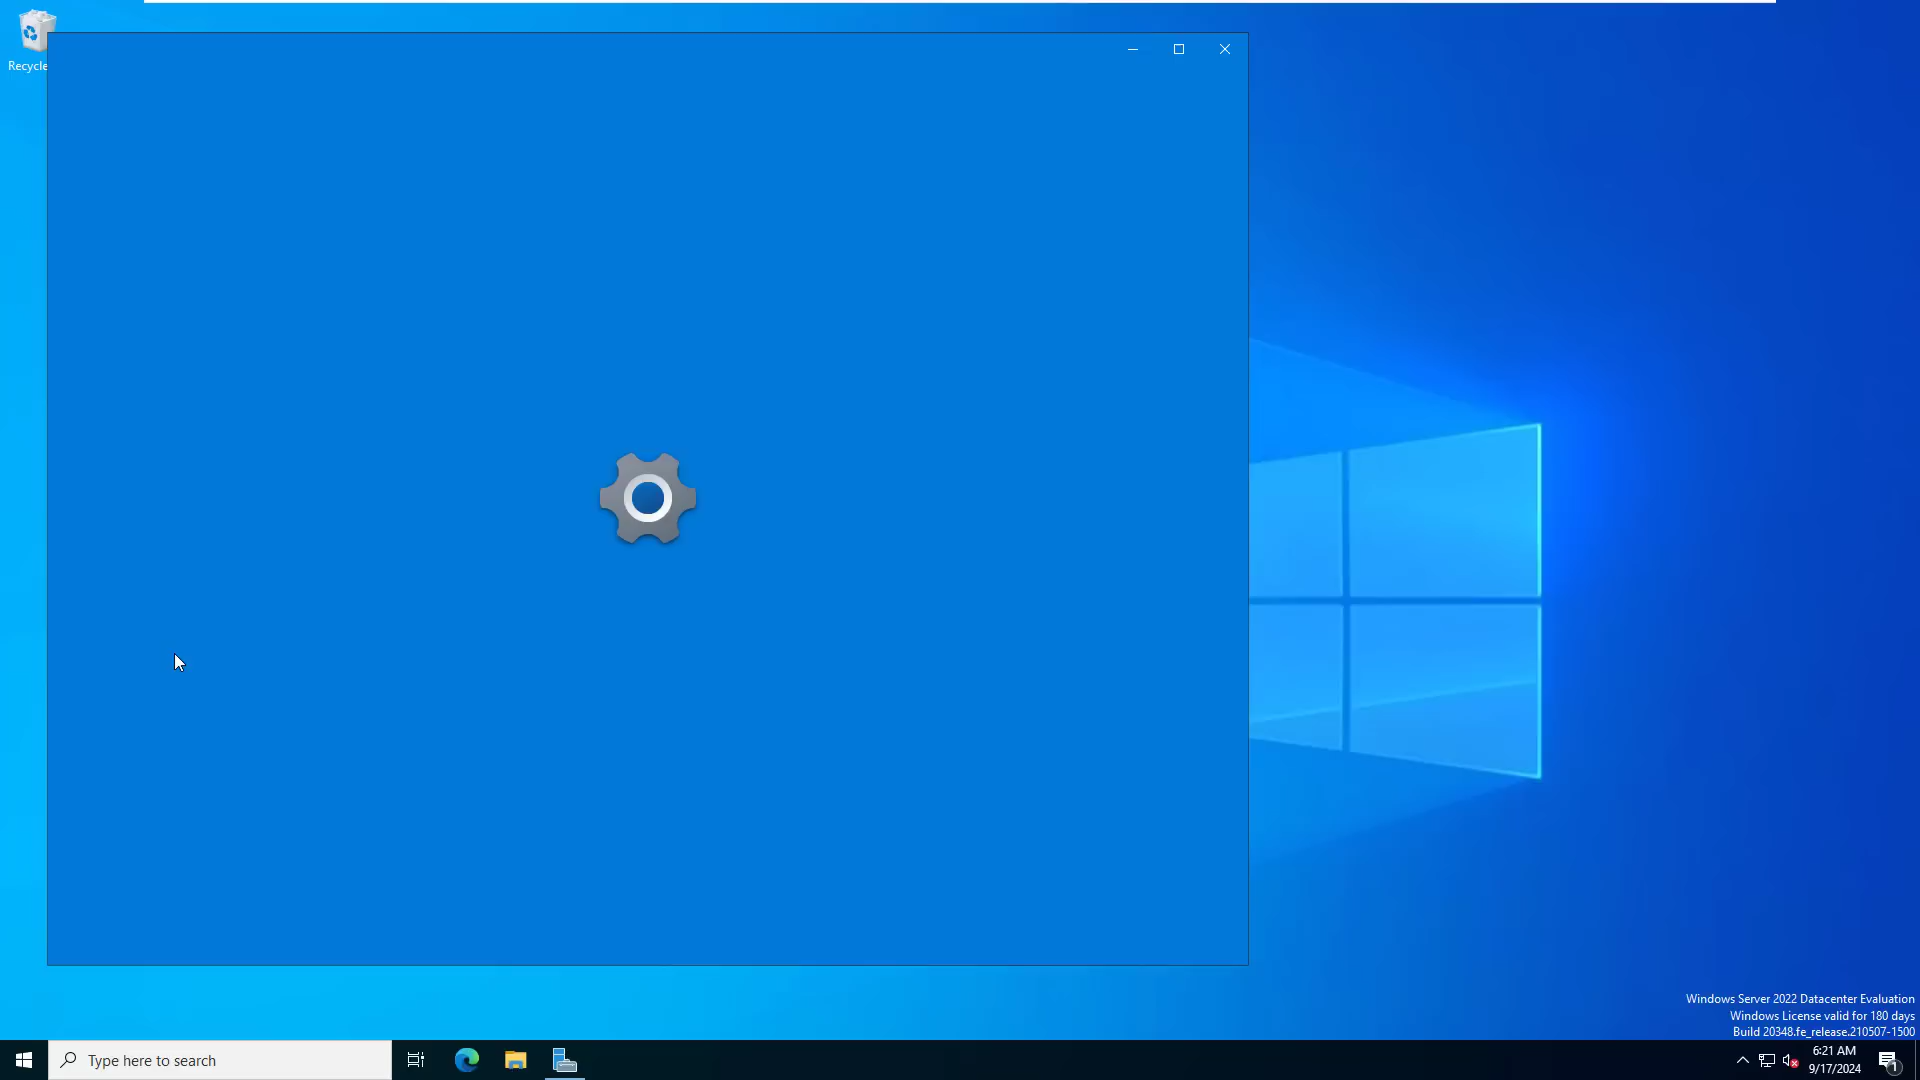 Recycle
Windows Server 2022 Datacenter Evaluation
Windows License valid for 180 days
Build 20348.fe_release.210507-1500
Type here to search
6:21 AM
9/17/2024
1